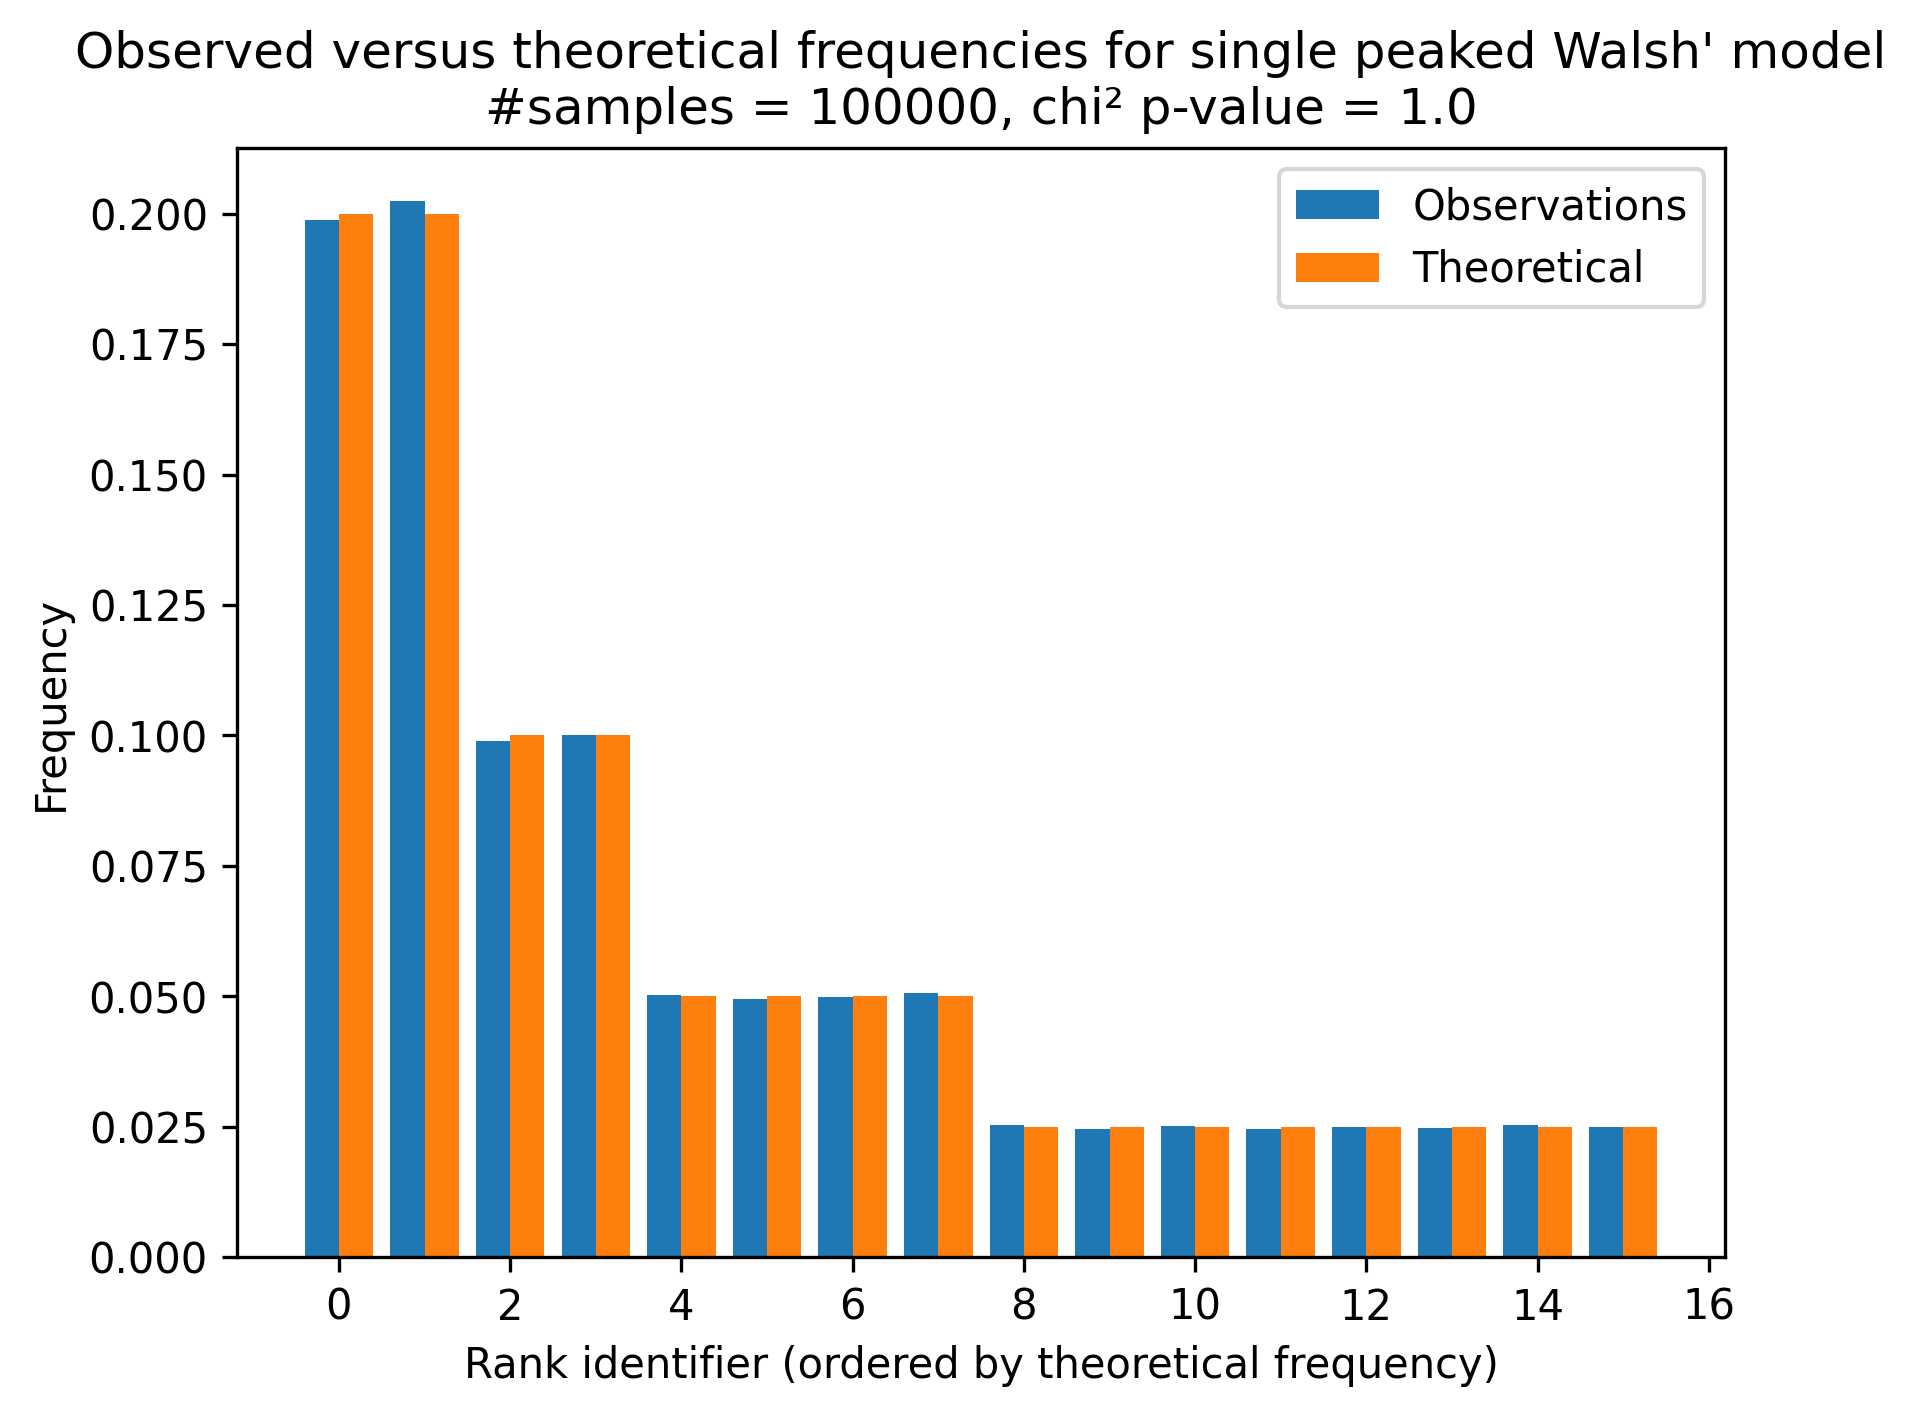 Observed versus theoretical frequencies for single peaked Walsh' model
#samples = 100000, chi² p-value = 1.0
Observations
Theoretical
0.200
0.175
0.150
0.125
0.100
0.075
0.050
0.025
0.000
Frequency
0 2 4 6 8 10 12 14 16
Rank identifier (ordered by theoretical frequency)